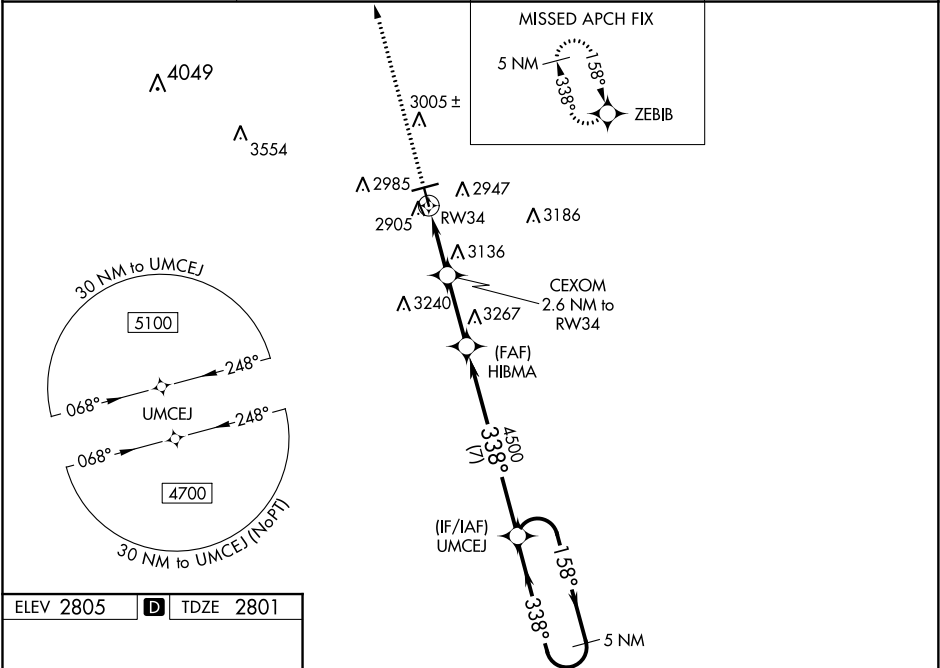 MISSED APCH FIX
5 NM
158°
338°
ZEBIB
4049
3554
3005 ±
2985
2947
2905
RW34
3186
3136
CEXOM
2.6 NM to
RW34
3240
3267
(FAF)
HIBMA
30 NM to UMCEJ
5100
248°
068°
UMCEJ
248°
068°
4700
30 NM to UMCEJ (NoPT)
4500
338°
(7)
(IF/IAF)
UMCEJ
158°
338°
5 NM
ELEV 2805 D TDZE 2801